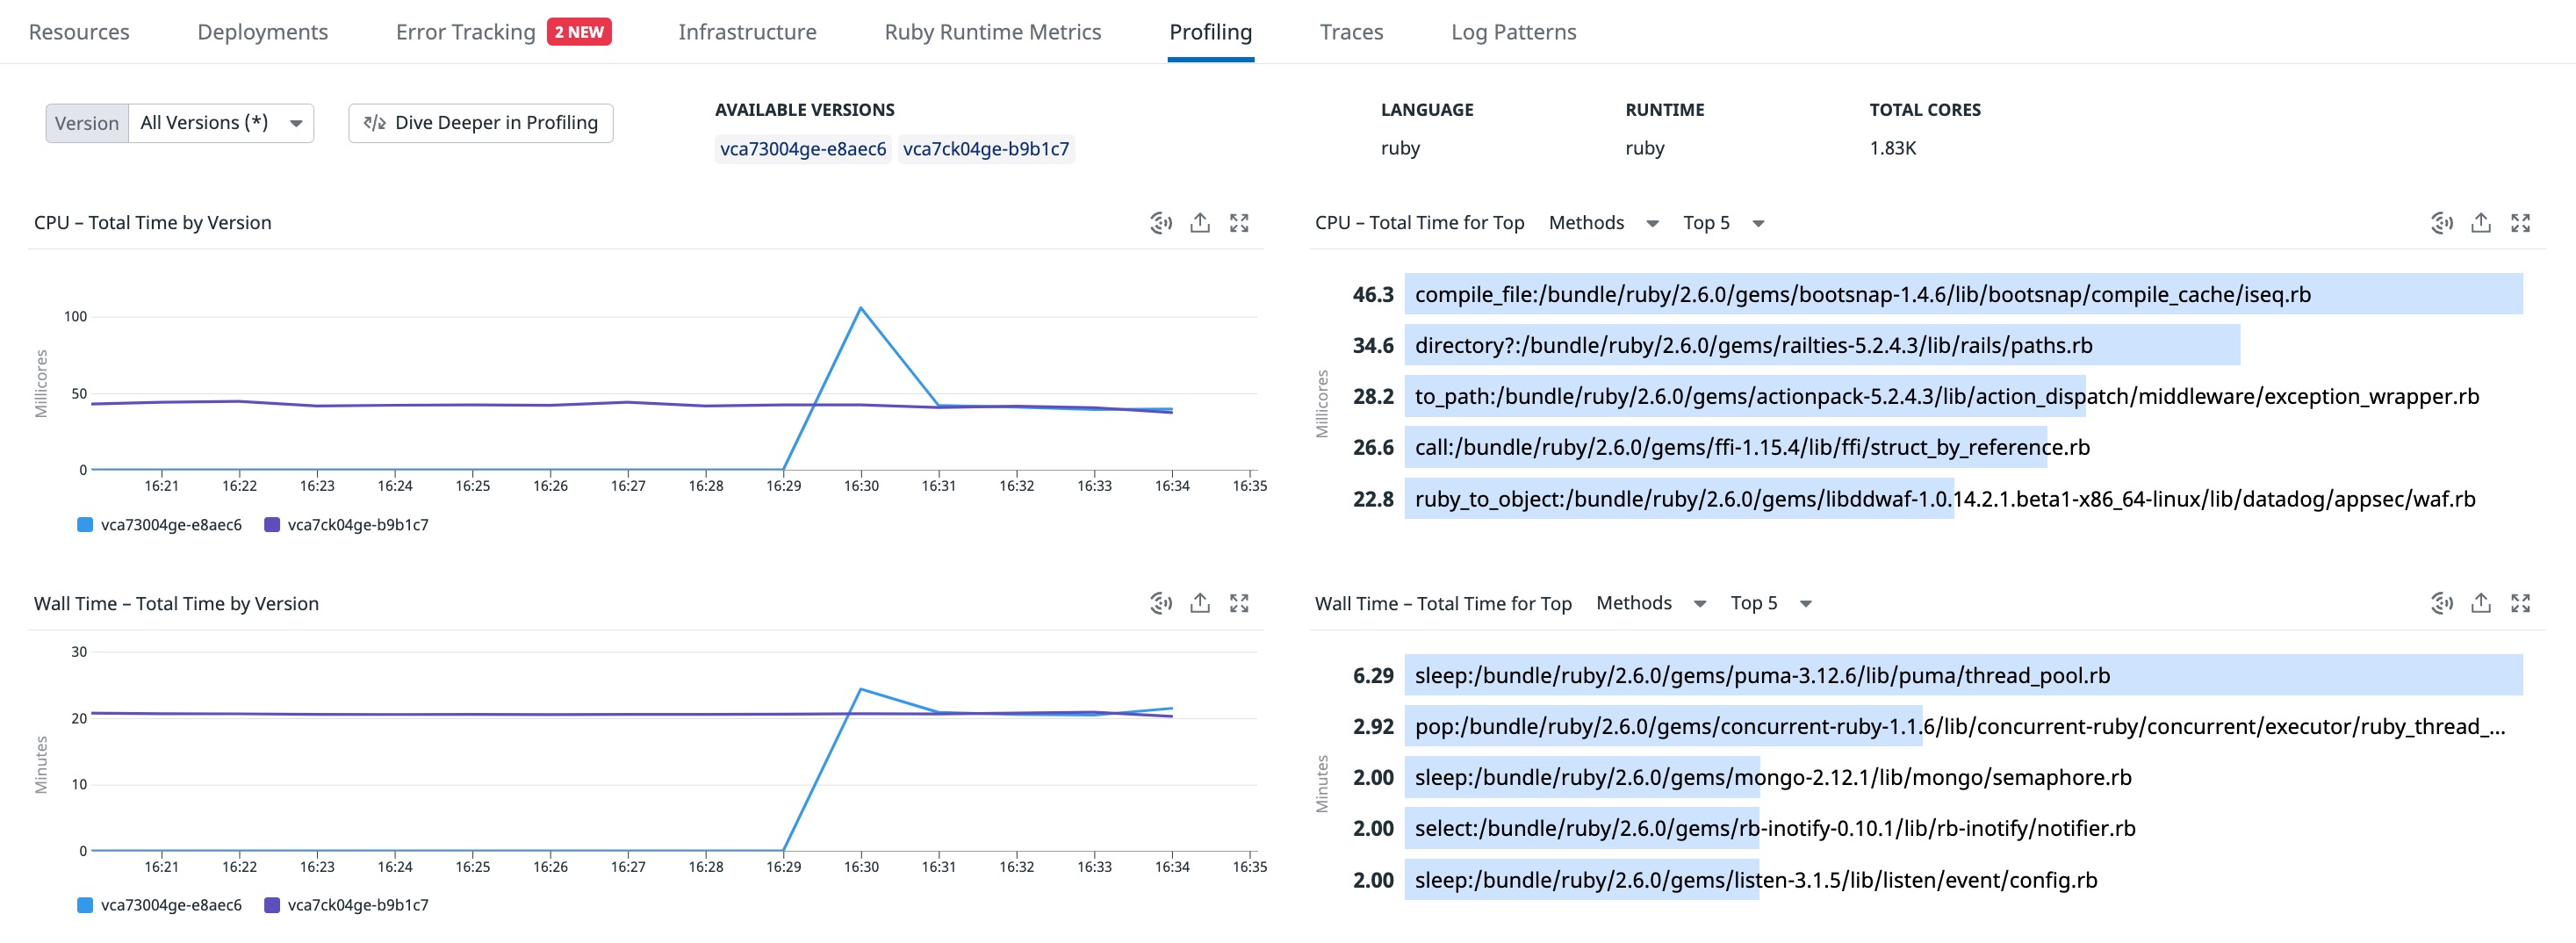 Resources Deployments Error Tracking 2 NEW Infrastructure Ruby Runtime Metrics Profiling Traces Log Patterns
Version All Versions (*) Dive Deeper in Profiling
AVAILABLE VERSIONS
vca73004ge-e8aec6 vca7ck04ge-b9b1c7
LANGUAGE
ruby
RUNTIME
ruby
TOTAL CORES
1.83K
CPU – Total Time by Version
Millicores
100
50
0
16:21 16:22 16:23 16:24 16:25 16:26 16:27 16:28 16:29 16:30 16:31 16:32 16:33 16:34 16:35
vca73004ge-e8aec6 vca7ck04ge-b9b1c7
CPU – Total Time for Top Methods Top 5
Millicores
46.3 compile_file:/bundle/ruby/2.6.0/gems/bootsnap-1.4.6/lib/bootsnap/compile_cache/iseq.rb
34.6 directory?:/bundle/ruby/2.6.0/gems/railties-5.2.4.3/lib/rails/paths.rb
28.2 to_path:/bundle/ruby/2.6.0/gems/actionpack-5.2.4.3/lib/action_dispatch/middleware/exception_wrapper.rb
26.6 call:/bundle/ruby/2.6.0/gems/ffi-1.15.4/lib/ffi/struct_by_reference.rb
22.8 ruby_to_object:/bundle/ruby/2.6.0/gems/libddwaf-1.0.14.2.1.beta1-x86_64-linux/lib/datadog/appsec/waf.rb
Wall Time – Total Time by Version
Minutes
30
20
10
0
16:21 16:22 16:23 16:24 16:25 16:26 16:27 16:28 16:29 16:30 16:31 16:32 16:33 16:34 16:35
vca73004ge-e8aec6 vca7ck04ge-b9b1c7
Wall Time – Total Time for Top Methods Top 5
Minutes
6.29 sleep:/bundle/ruby/2.6.0/gems/puma-3.12.6/lib/puma/thread_pool.rb
2.92 pop:/bundle/ruby/2.6.0/gems/concurrent-ruby-1.1.6/lib/concurrent-ruby/concurrent/executor/ruby_thread_...
2.00 sleep:/bundle/ruby/2.6.0/gems/mongo-2.12.1/lib/mongo/semaphore.rb
2.00 select:/bundle/ruby/2.6.0/gems/rb-inotify-0.10.1/lib/rb-inotify/notifier.rb
2.00 sleep:/bundle/ruby/2.6.0/gems/listen-3.1.5/lib/listen/event/config.rb